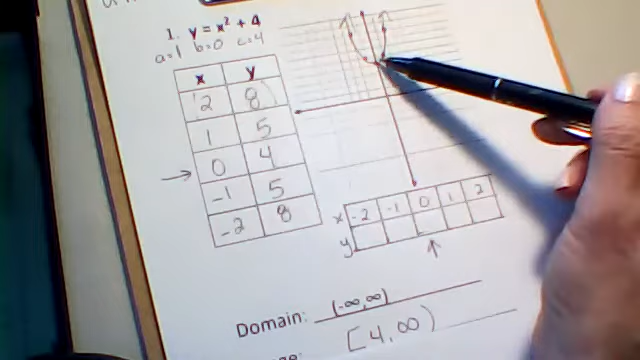 1. y = x² + 4
a=1 b=0 c=4
x y
2 8
1 5
→ 0 4
-1 5
-2 8
x -2 -1 0 1 2
y
Domain: (-∞,∞)
[4,∞)